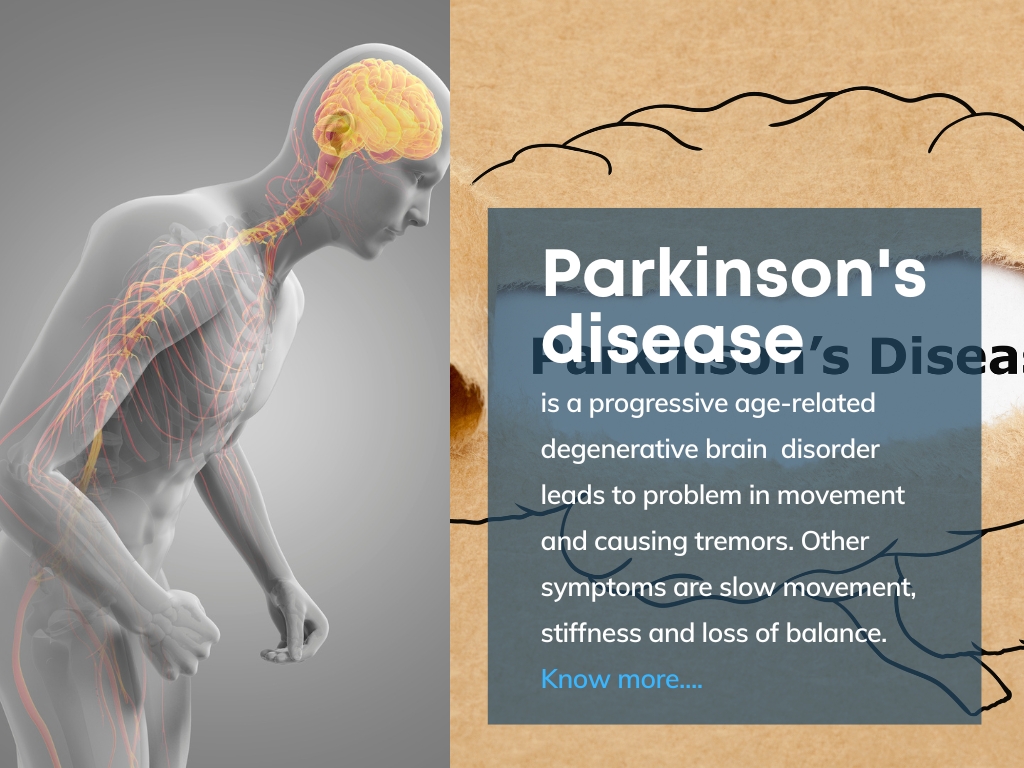 Parkinson's
disease
Parkinson’s Disea
is a progressive age-related
degenerative brain  disorder
leads to problem in movement
and causing tremors. Other
symptoms are slow movement,
stiffness and loss of balance.
Know more....